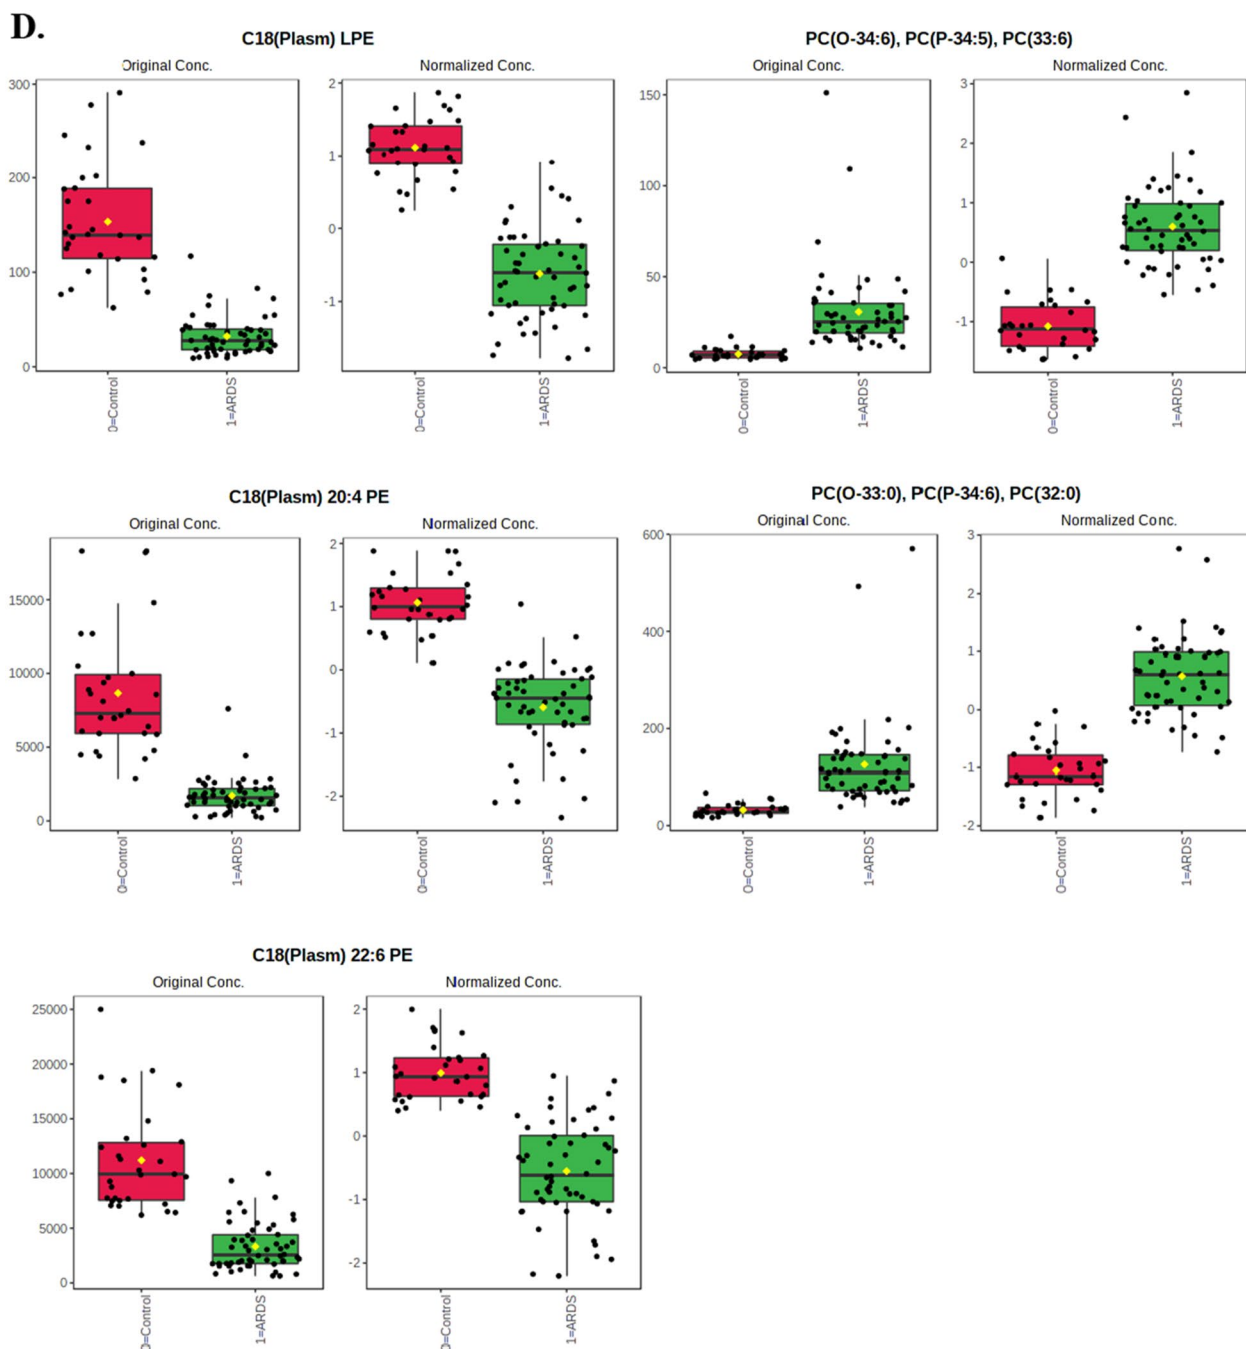 D.
C18(Plasm) LPE
Original Conc.
Normalized Conc.
300
200
100
0
2
1
0
-1
0=Control
1=ARDS
0=Control
1=ARDS
PC(O-34:6), PC(P-34:5), PC(33:6)
Original Conc.
Normalized Conc.
150
100
50
0
3
2
1
0
-1
0=Control
1=ARDS
0=Control
1=ARDS
C18(Plasm) 20:4 PE
Original Conc.
Normalized Conc.
15000
10000
5000
0
2
1
0
-1
-2
0=Control
1=ARDS
0=Control
1=ARDS
PC(O-33:0), PC(P-34:6), PC(32:0)
Original Conc.
Normalized Conc.
600
400
200
0
3
2
1
0
-1
-2
0=Control
1=ARDS
0=Control
1=ARDS
C18(Plasm) 22:6 PE
Original Conc.
Normalized Conc.
25000
20000
15000
10000
5000
0
2
1
0
-1
-2
0=Control
1=ARDS
0=Control
1=ARDS